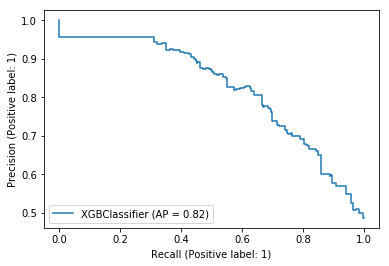 1.0
0.9
0.8
0.7
0.6
0.5
Precision (Positive label: 1)
XGBClassifier (AP = 0.82)
0.0 0.2 0.4 0.6 0.8 1.0
Recall (Positive label: 1)